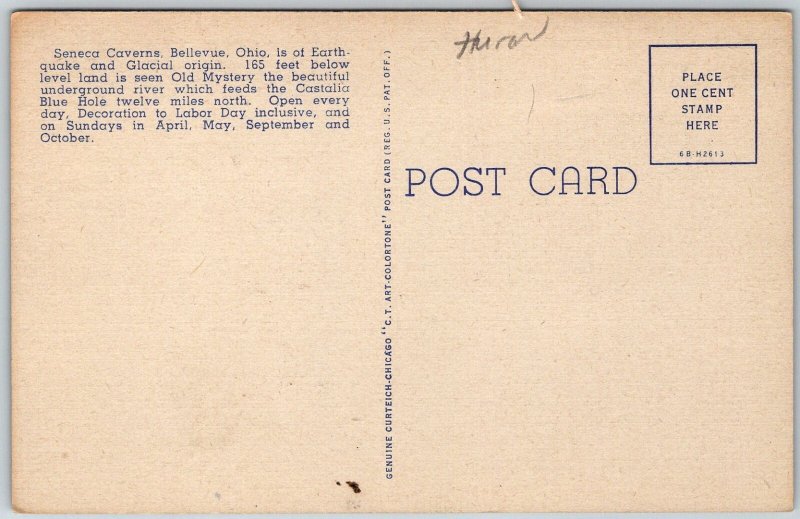 Seneca Caverns, Bellevue, Ohio, is of Earth-
quake and Glacial origin. 165 feet below
level land is seen Old Mystery the beautiful
underground river which feeds the Castalia
Blue Hole twelve miles north. Open every
day, Decoration to Labor Day inclusive, and
on Sundays in April, May, September and
October.
GENUINE CURTEICH-CHICAGO "C.T. ART-COLORTONE" POST CARD (REG. U.S. PAT. OFF.)
POST CARD
PLACE
ONE CENT
STAMP
HERE
6B-H2613